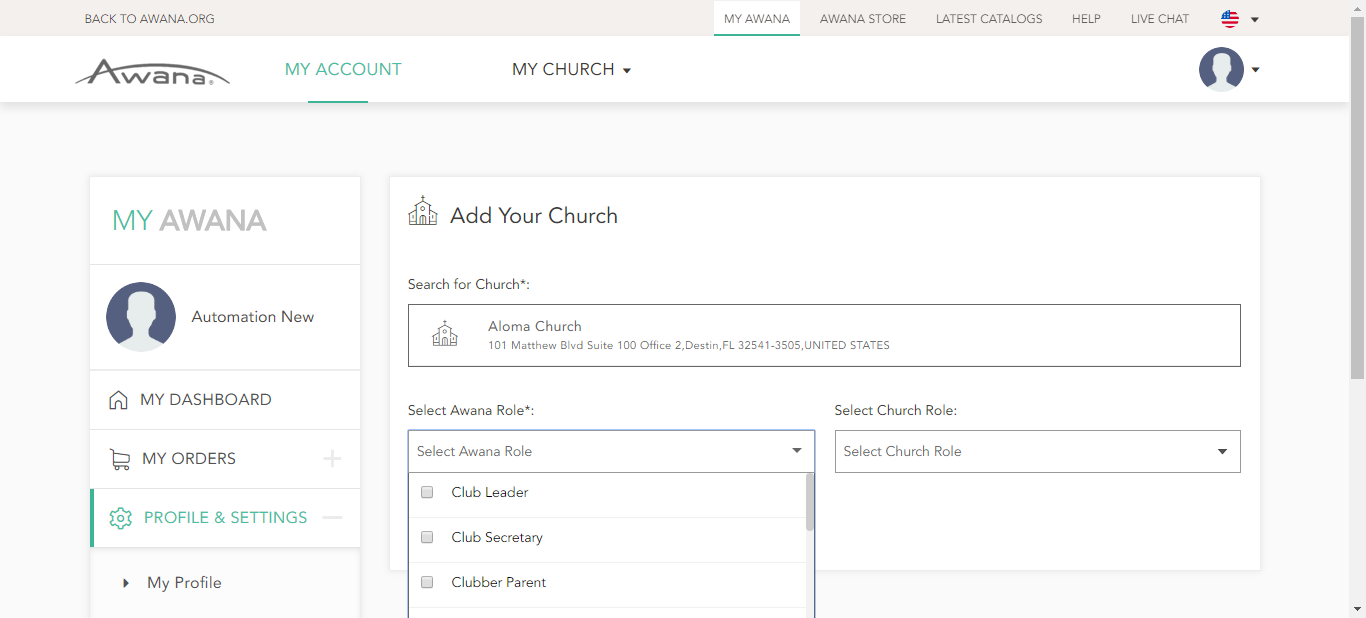 BACK TO AWANA.ORG
MY AWANA
AWANA STORE
LATEST CATALOGS
HELP
LIVE CHAT
Awana®
MY ACCOUNT
MY CHURCH
MY AWANA
Automation New
MY DASHBOARD
MY ORDERS
PROFILE & SETTINGS
My Profile
Add Your Church
Search for Church*:
Aloma Church
101 Matthew Blvd Suite 100 Office 2,Destin,FL 32541-3505,UNITED STATES
Select Awana Role*:
Select Church Role:
Select Awana Role
Select Church Role
Club Leader
Club Secretary
Clubber Parent